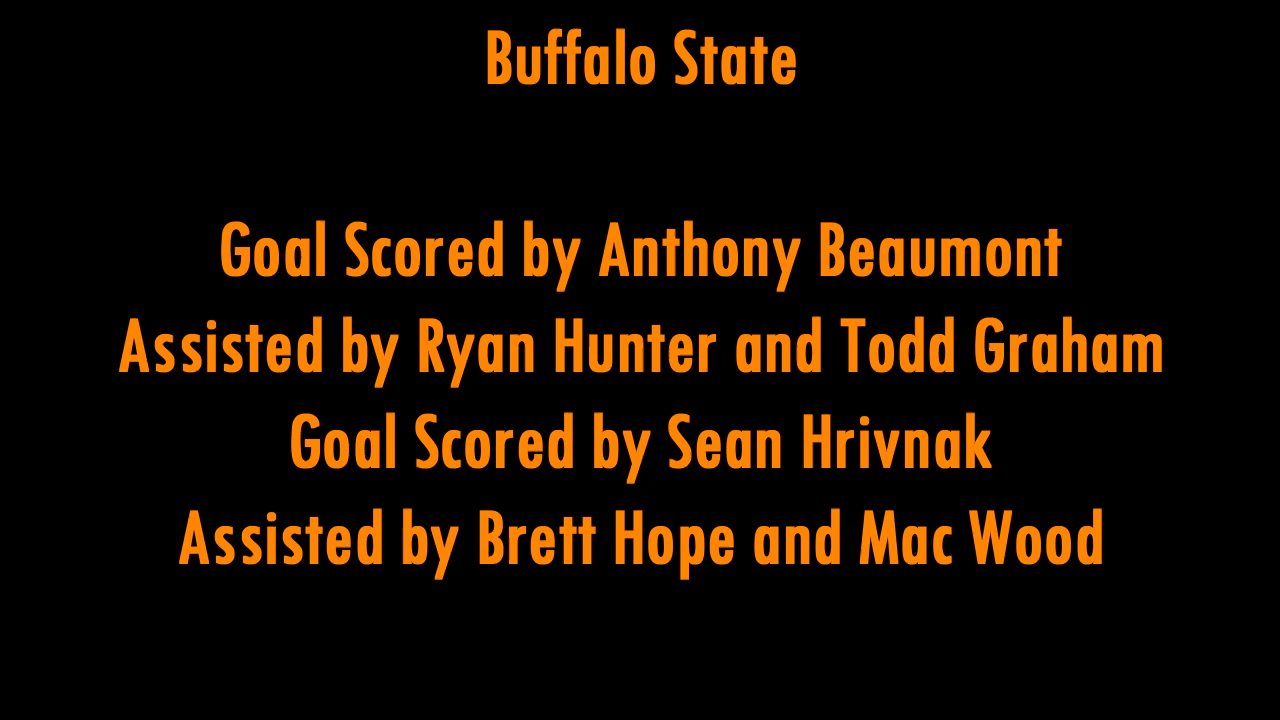 Buffalo State
Goal Scored by Anthony Beaumont
Assisted by Ryan Hunter and Todd Graham
Goal Scored by Sean Hrivnak
Assisted by Brett Hope and Mac Wood